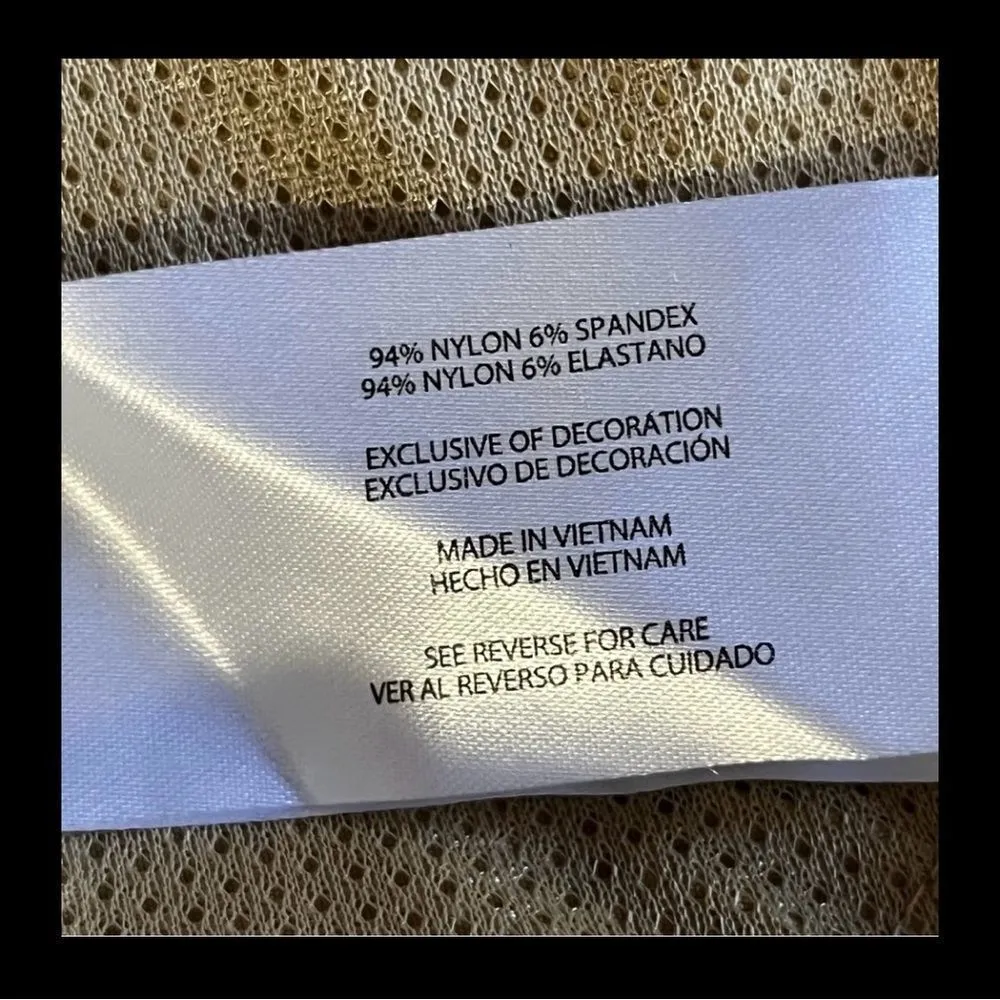 94% NYLON 6% SPANDEX
94% NYLON 6% ELASTANO
EXCLUSIVE OF DECORATION
EXCLUSIVO DE DECORACIÓN
MADE IN VIETNAM
HECHO EN VIETNAM
SEE REVERSE FOR CARE
VER AL REVERSO PARA CUIDADO